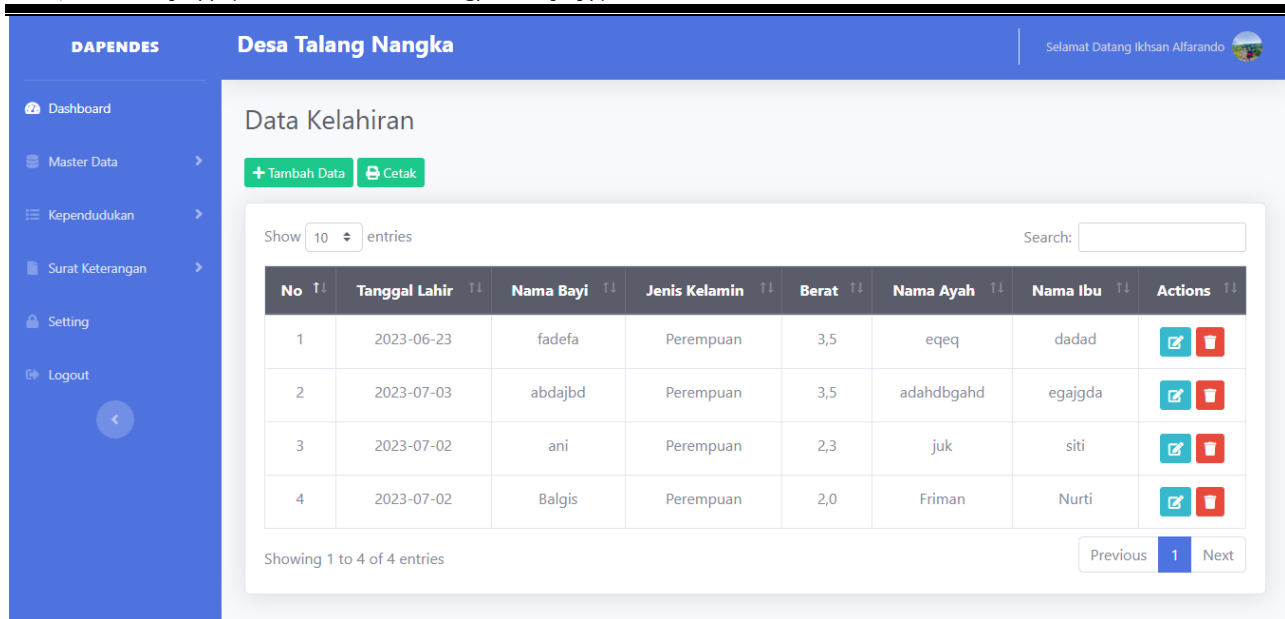 DAPENDES
Desa Talang Nangka
Selamat Datang Ikhsan Alfarando
Dashboard
Master Data
Kependudukan
Surat Keterangan
Setting
Logout
Data Kelahiran
Tambah Data Cetak
Show 10 entries Search:
No Tanggal Lahir Nama Bayi Jenis Kelamin Berat Nama Ayah Nama Ibu Actions
1 2023-06-23 fadefa Perempuan 3,5 eqeq dadad
2 2023-07-03 abdajbd Perempuan 3,5 adahdbgahd egajgda
3 2023-07-02 ani Perempuan 2,3 juk siti
4 2023-07-02 Balgis Perempuan 2,0 Friman Nurti
Showing 1 to 4 of 4 entries Previous 1 Next